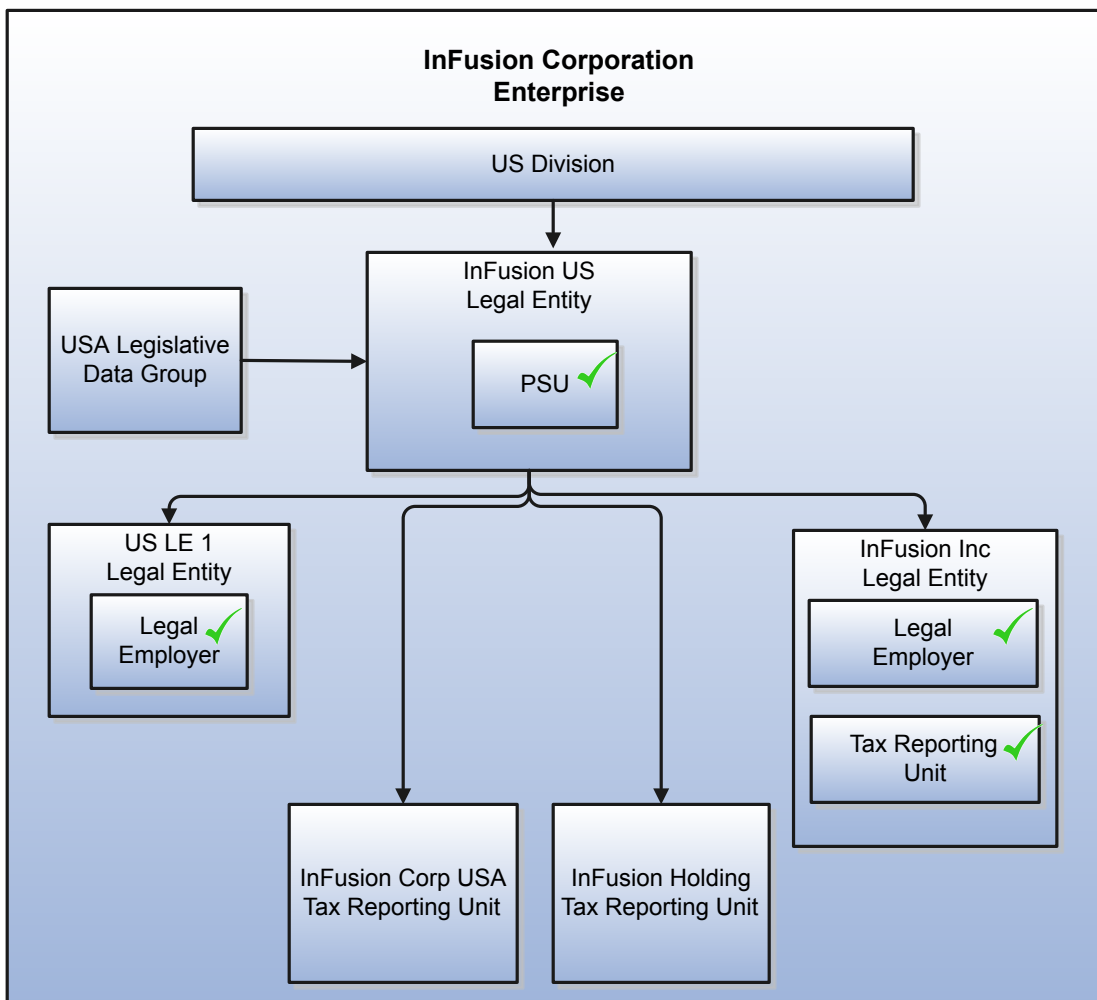 InFusion Corporation
Enterprise
US Division
InFusion US
Legal Entity
USA Legislative
Data Group
PSU
US LE 1
Legal Entity
Legal
Employer
InFusion Inc
Legal Entity
Legal
Employer
Tax Reporting
Unit
InFusion Corp USA
Tax Reporting Unit
InFusion Holding
Tax Reporting Unit